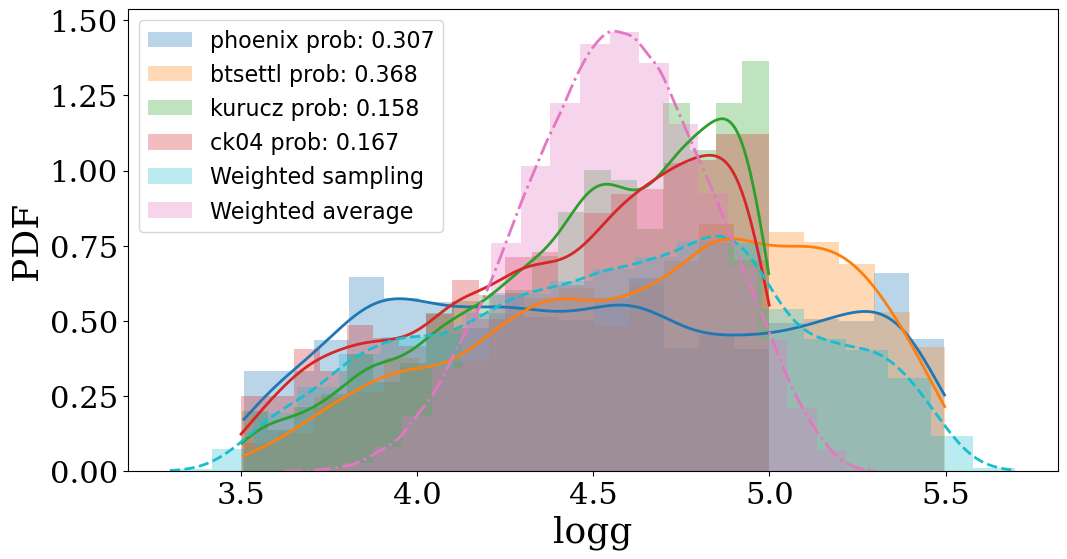 1.50
1.25
1.00
0.75
0.50
0.25
0.00
PDF
phoenix prob: 0.307
btsettl prob: 0.368
kurucz prob: 0.158
ck04 prob: 0.167
Weighted sampling
Weighted average
3.5 4.0 4.5 5.0 5.5
logg